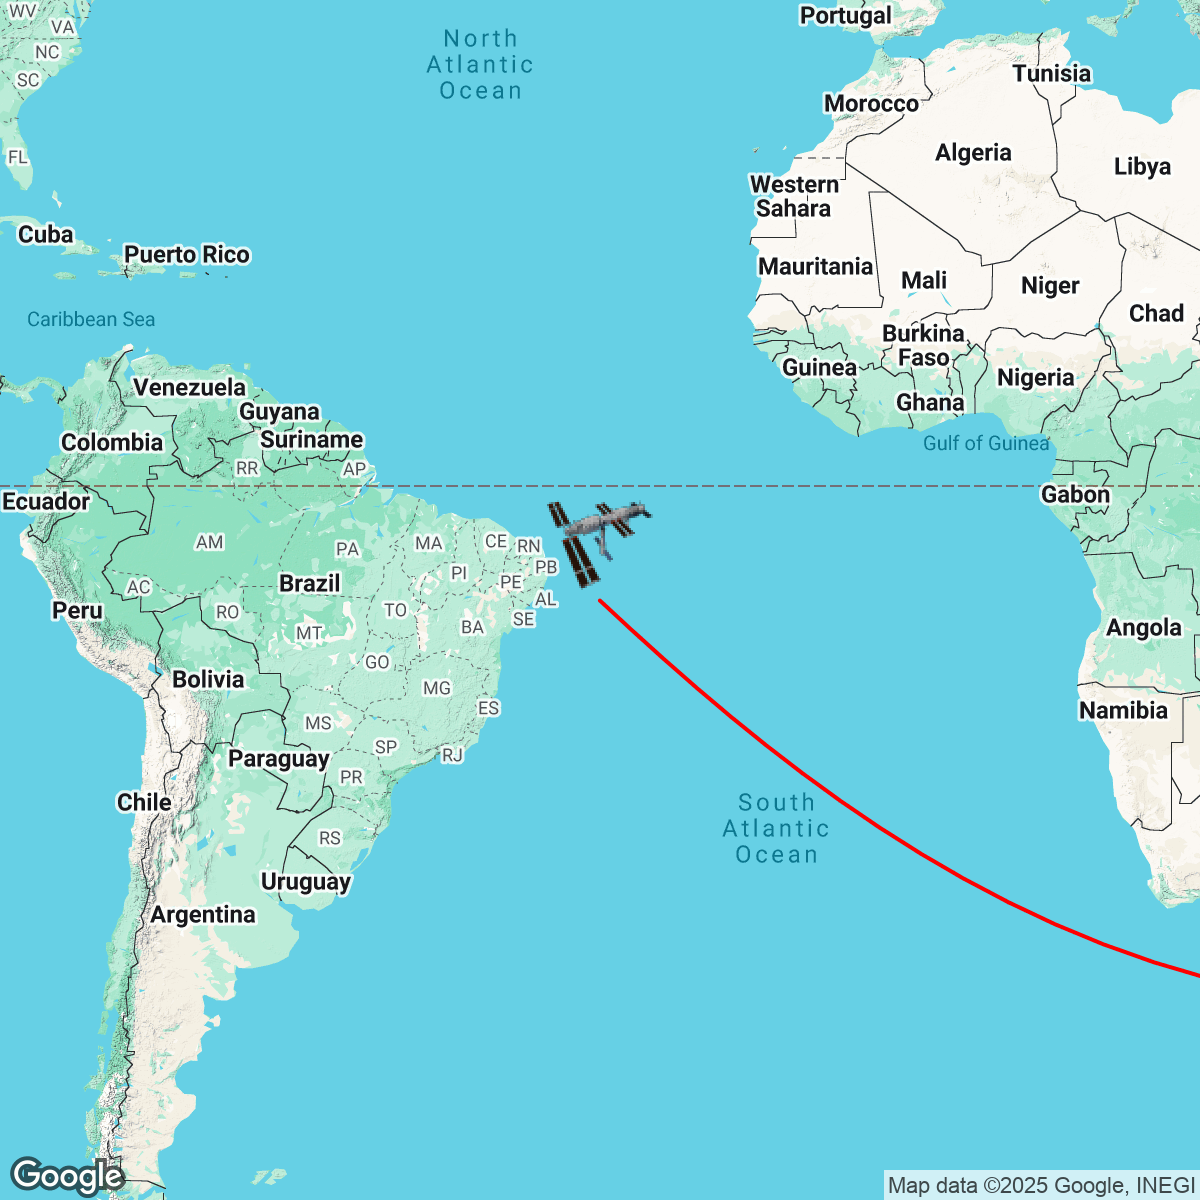 WV
VA
NC
SC
FL
North
Atlantic
Ocean
Portugal
Tunisia
Morocco
Algeria
Libya
Western
Sahara
Cuba
Puerto Rico
Mauritania
Mali
Niger
Chad
Caribbean Sea
Burkina
Faso
Guinea
Nigeria
Ghana
Venezuela
Guyana
Suriname
Colombia
Gulf of Guinea
RR
AP
Ecuador
Gabon
AM
PA
MA
CE
RN
PI
PB
PE
AC
Brazil
AL
Peru
RO
TO
SE
MT
BA
Angola
GO
Bolivia
MG
ES
Namibia
MS
SP
RJ
Paraguay
PR
Chile
South
Atlantic
Ocean
RS
Uruguay
Argentina
Google
Map data ©2025 Google, INEGI